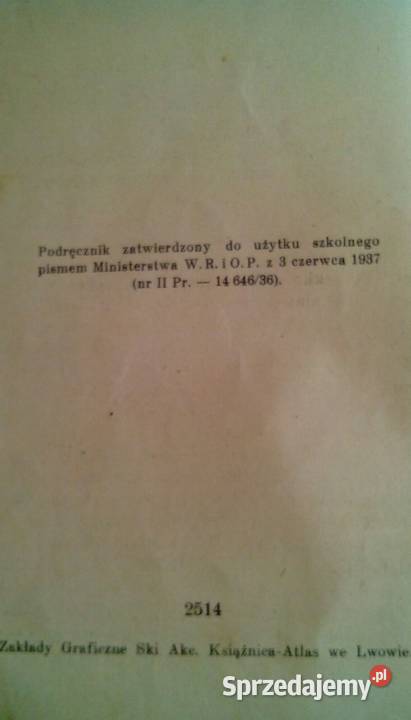 Podręcznik zatwierdzony do użytku szkolnego
pismem Ministerstwa W. R. i O. P. z 3 czerwca 1937
(nr II Pr. — 14 646/36).
2514
Zakłady Graficzne Ski Akc. Książnica-Atlas we Lwowie
Sprzedajemy.pl